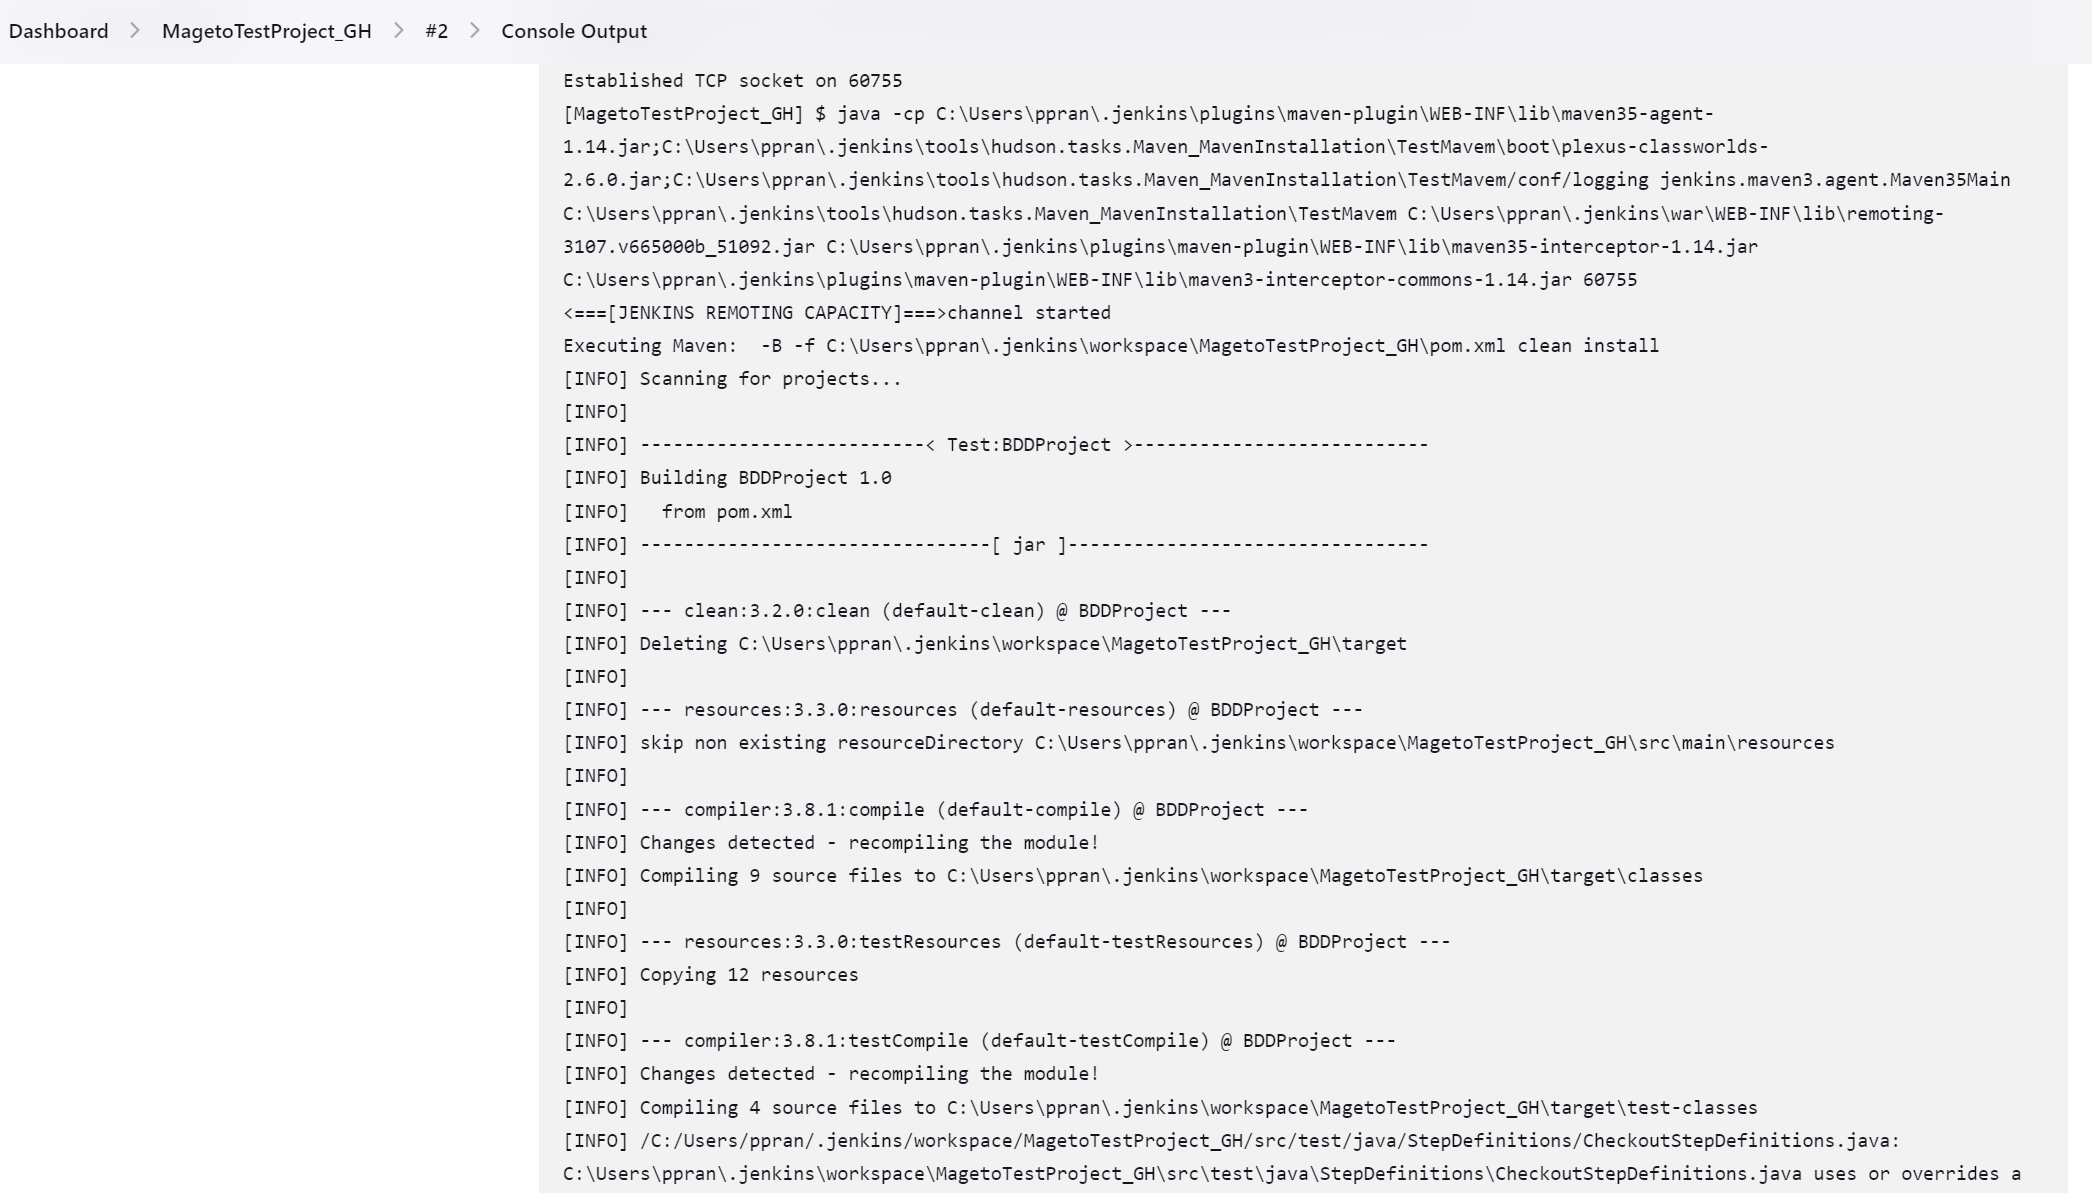 Dashboard > MagetoTestProject_GH > #2 > Console Output
Established TCP socket on 60755
[MagetoTestProject_GH] $ java -cp C:\Users\ppran\.jenkins\plugins\maven-plugin\WEB-INF\lib\maven35-agent-
1.14.jar;C:\Users\ppran\.jenkins\tools\hudson.tasks.Maven_MavenInstallation\TestMavem\boot\plexus-classworlds-
2.6.0.jar;C:\Users\ppran\.jenkins\tools\hudson.tasks.Maven_MavenInstallation\TestMavem/conf/logging jenkins.maven3.agent.Maven35Main
C:\Users\ppran\.jenkins\tools\hudson.tasks.Maven_MavenInstallation\TestMavem C:\Users\ppran\.jenkins\war\WEB-INF\lib\remoting-
3107.v665000b_51092.jar C:\Users\ppran\.jenkins\plugins\maven-plugin\WEB-INF\lib\maven35-interceptor-1.14.jar
C:\Users\ppran\.jenkins\plugins\maven-plugin\WEB-INF\lib\maven3-interceptor-commons-1.14.jar 60755
<===[JENKINS REMOTING CAPACITY]===>channel started
Executing Maven:  -B -f C:\Users\ppran\.jenkins\workspace\MagetoTestProject_GH\pom.xml clean install
[INFO] Scanning for projects...
[INFO]
[INFO] --------------------------< Test:BDDProject >---------------------------
[INFO] Building BDDProject 1.0
[INFO]   from pom.xml
[INFO] --------------------------------[ jar ]---------------------------------
[INFO]
[INFO] --- clean:3.2.0:clean (default-clean) @ BDDProject ---
[INFO] Deleting C:\Users\ppran\.jenkins\workspace\MagetoTestProject_GH\target
[INFO]
[INFO] --- resources:3.3.0:resources (default-resources) @ BDDProject ---
[INFO] skip non existing resourceDirectory C:\Users\ppran\.jenkins\workspace\MagetoTestProject_GH\src\main\resources
[INFO]
[INFO] --- compiler:3.8.1:compile (default-compile) @ BDDProject ---
[INFO] Changes detected - recompiling the module!
[INFO] Compiling 9 source files to C:\Users\ppran\.jenkins\workspace\MagetoTestProject_GH\target\classes
[INFO]
[INFO] --- resources:3.3.0:testResources (default-testResources) @ BDDProject ---
[INFO] Copying 12 resources
[INFO]
[INFO] --- compiler:3.8.1:testCompile (default-testCompile) @ BDDProject ---
[INFO] Changes detected - recompiling the module!
[INFO] Compiling 4 source files to C:\Users\ppran\.jenkins\workspace\MagetoTestProject_GH\target\test-classes
[INFO] /C:/Users/ppran/.jenkins/workspace/MagetoTestProject_GH/src/test/java/StepDefinitions/CheckoutStepDefinitions.java:
C:\Users\ppran\.jenkins\workspace\MagetoTestProject_GH\src\test\java\StepDefinitions\CheckoutStepDefinitions.java uses or overrides a